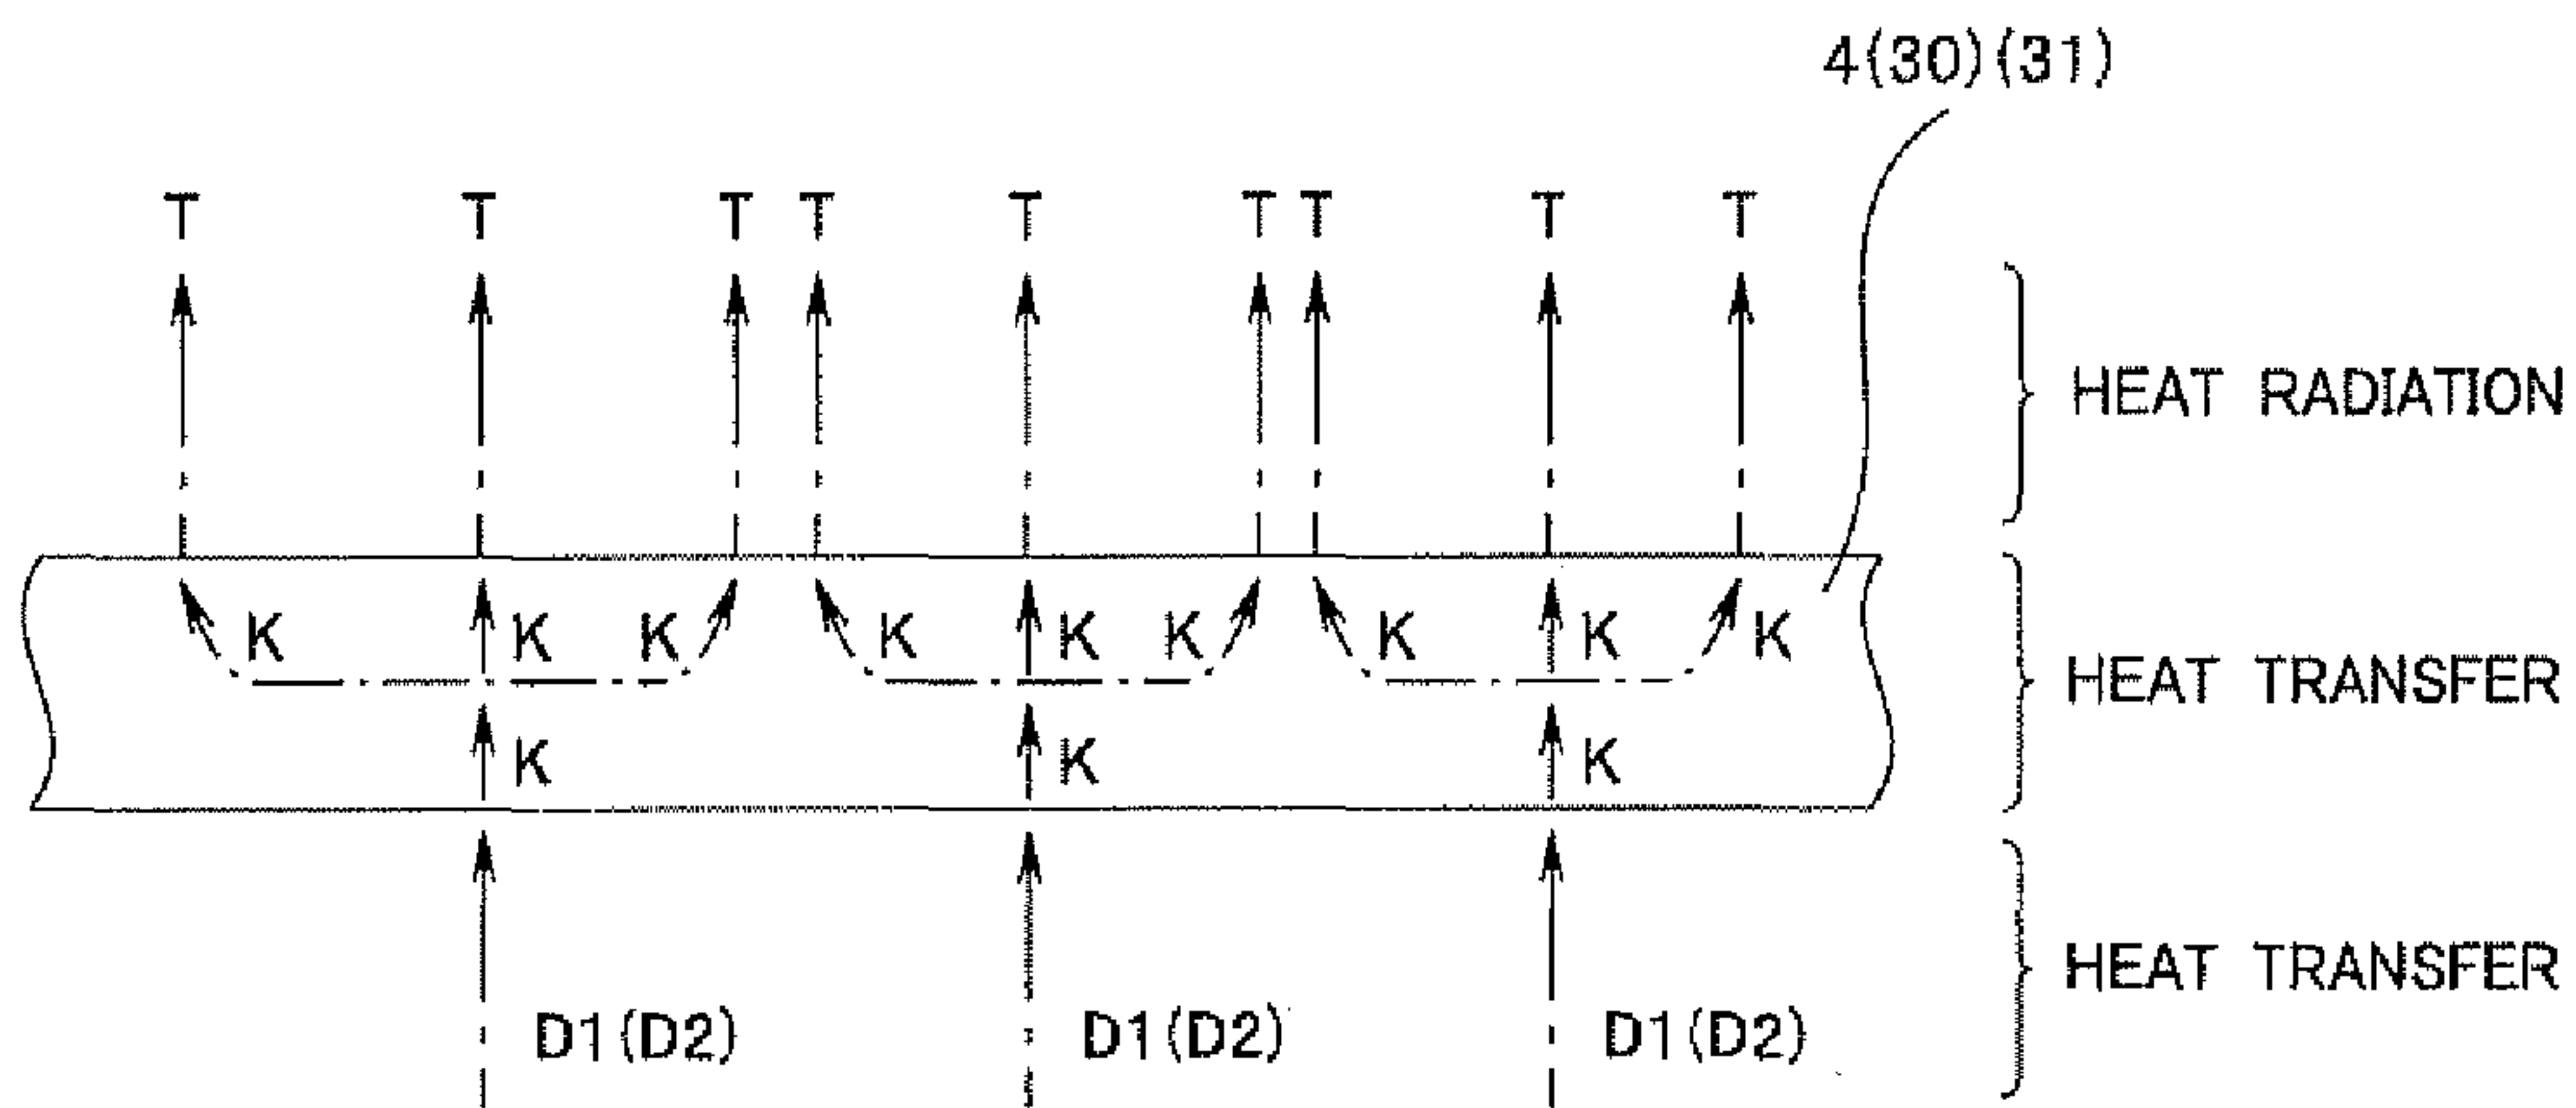 4(30)(31)
T T T T T T T T T
HEAT RADIATION
K K K K K K K K K
HEAT TRANSFER
K K K
HEAT TRANSFER
D1(D2) D1(D2) D1(D2)